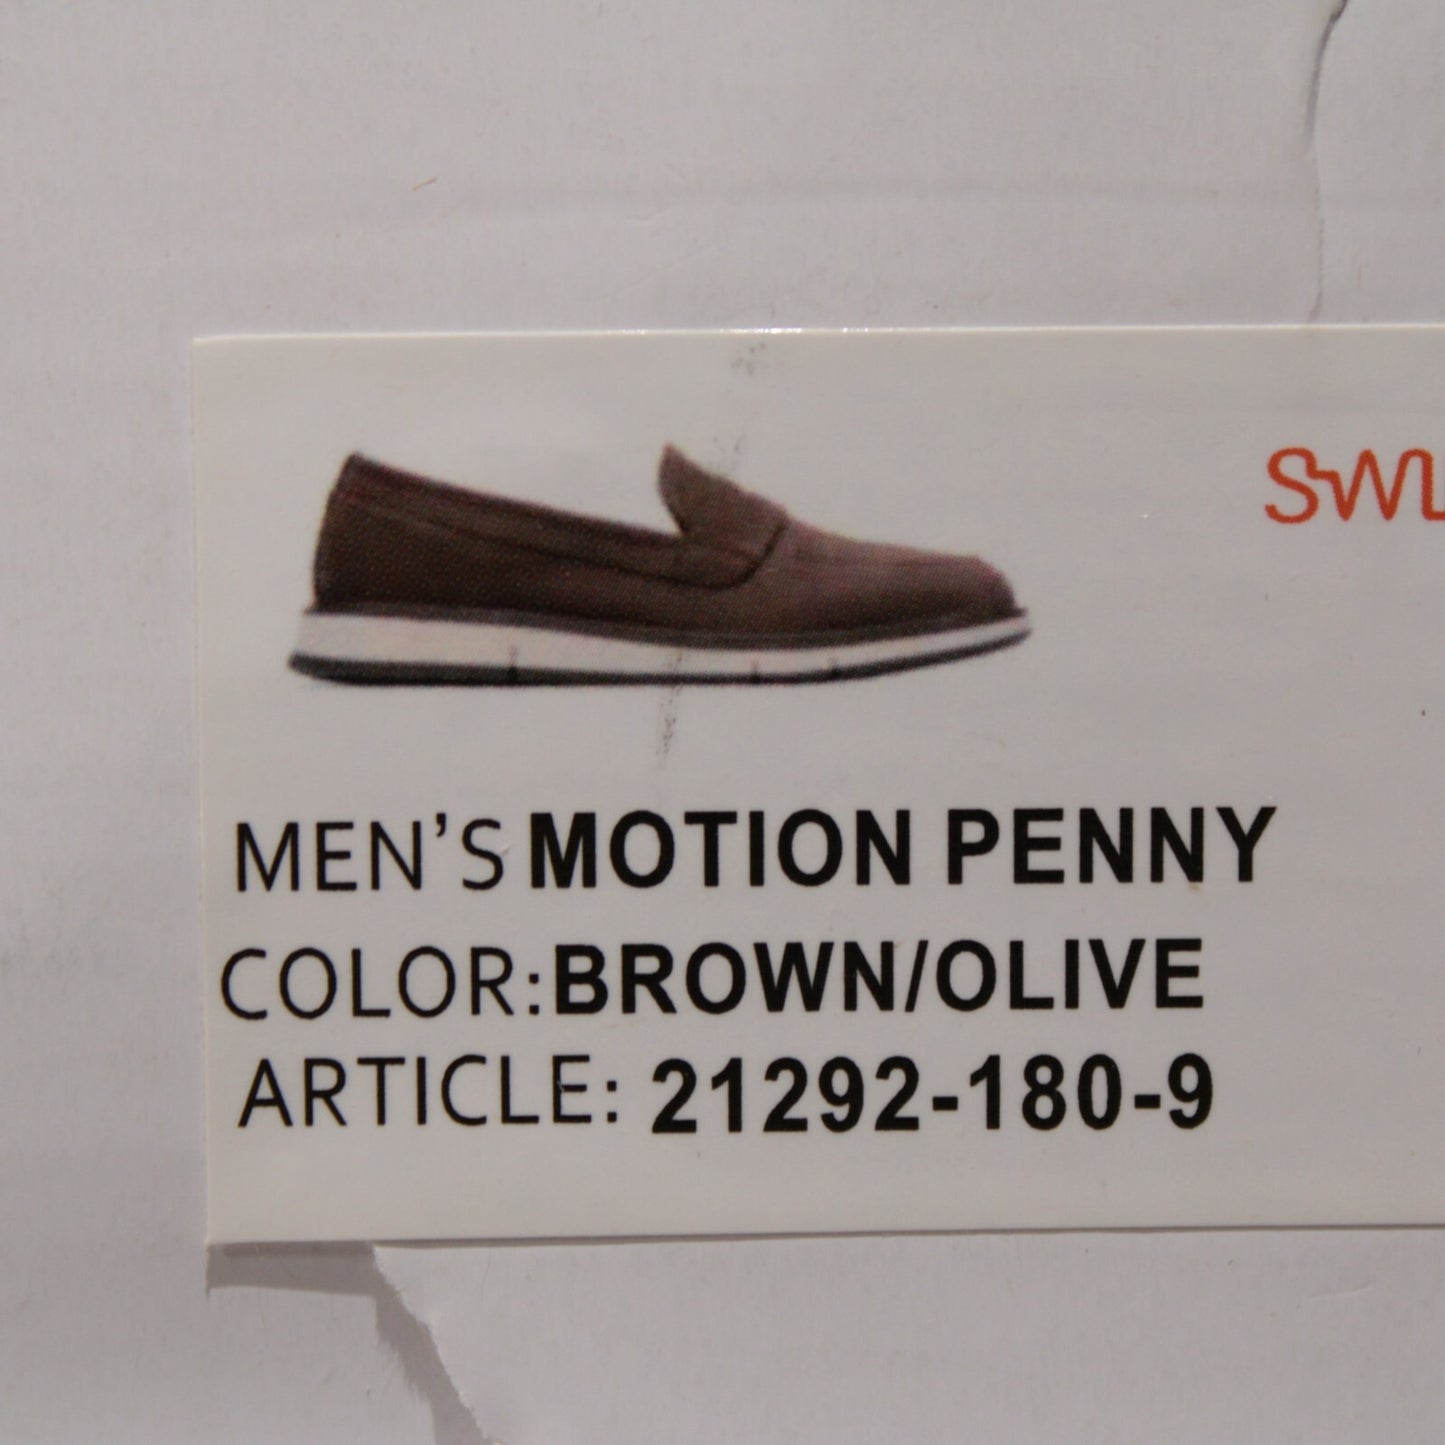 MEN’S MOTION PENNY
COLOR:BROWN/OLIVE
ARTICLE: 21292-180-9